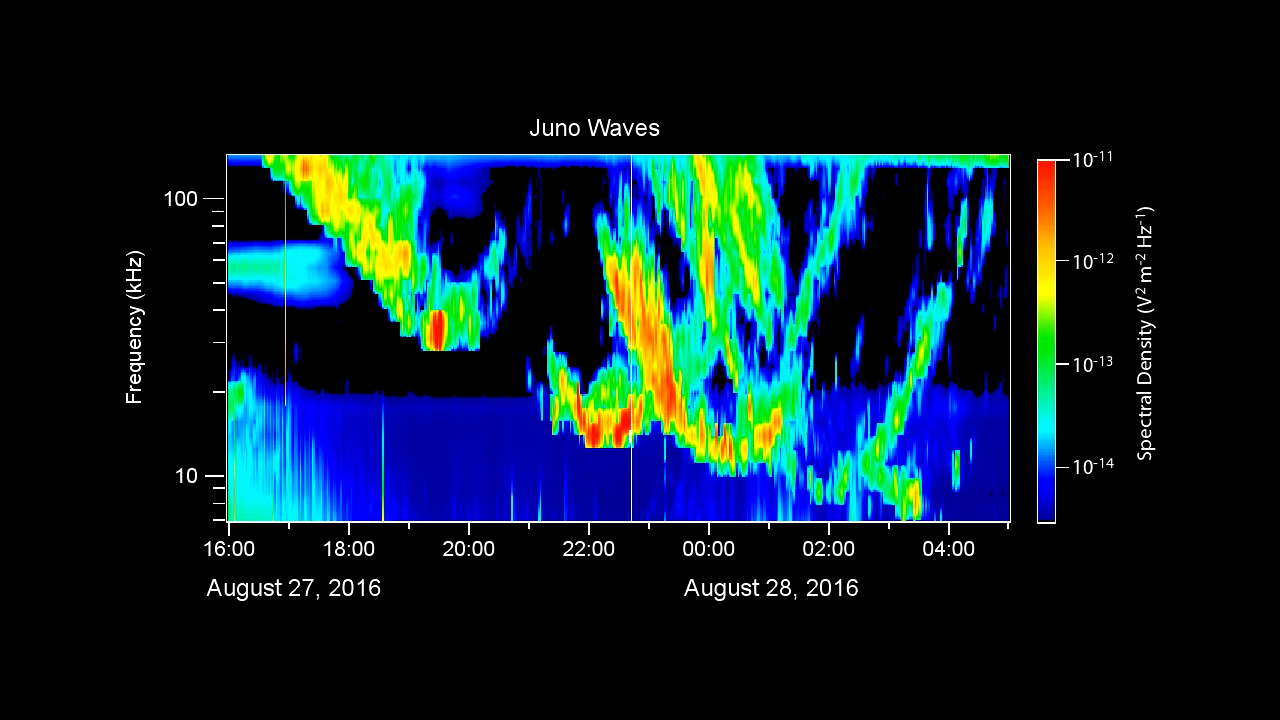 Juno Waves
100
10
Frequency (kHz)
16:00 18:00 20:00 22:00 00:00 02:00 04:00
August 27, 2016 August 28, 2016
10⁻¹¹
10⁻¹²
10⁻¹³
10⁻¹⁴
Spectral Density (V² m⁻² Hz⁻¹)